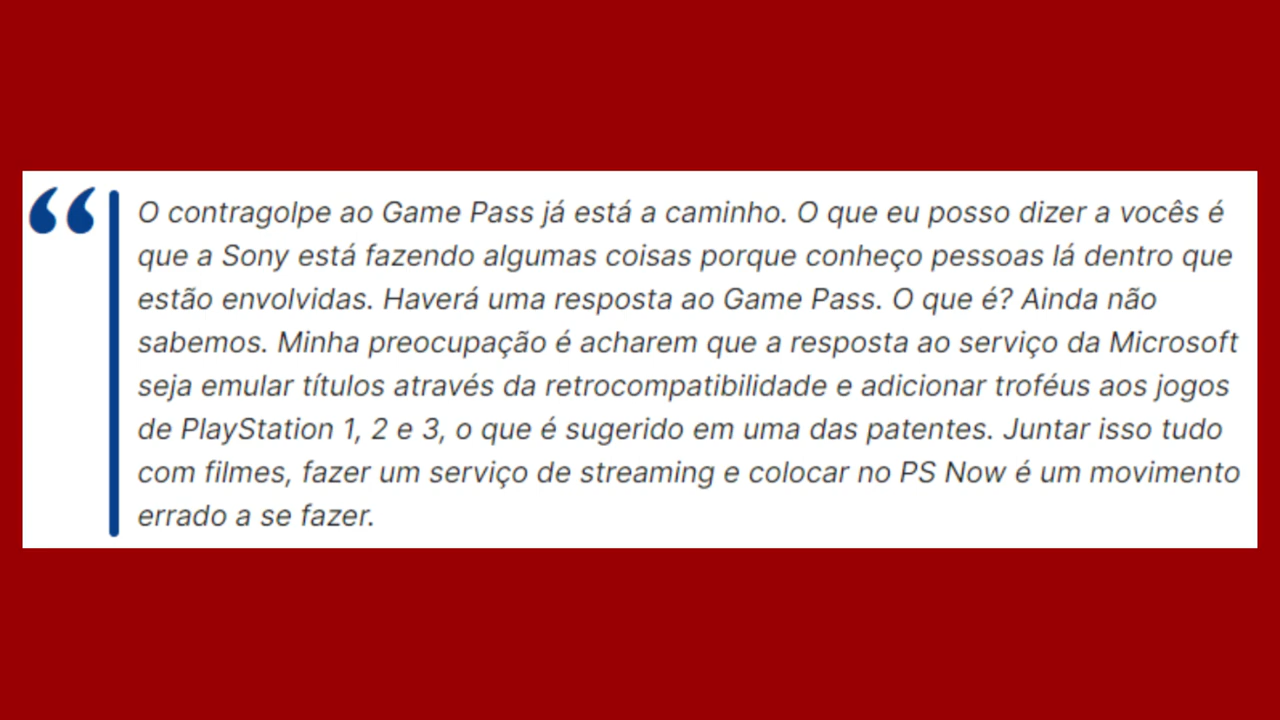 “
O contragolpe ao Game Pass já está a caminho. O que eu posso dizer a vocês é
que a Sony está fazendo algumas coisas porque conheço pessoas lá dentro que
estão envolvidas. Haverá uma resposta ao Game Pass. O que é? Ainda não
sabemos. Minha preocupação é acharem que a resposta ao serviço da Microsoft
seja emular títulos através da retrocompatibilidade e adicionar troféus aos jogos
de PlayStation 1, 2 e 3, o que é sugerido em uma das patentes. Juntar isso tudo
com filmes, fazer um serviço de streaming e colocar no PS Now é um movimento
errado a se fazer.